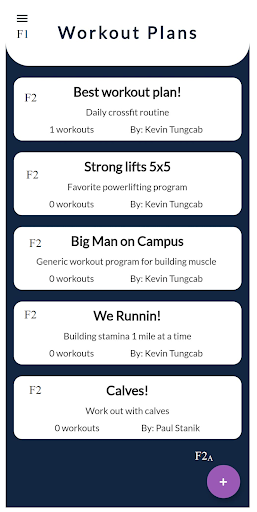 Workout Plans
F1
F2
Best workout plan!
Daily crossfit routine
1 workouts By: Kevin Tungcab
F2
Strong lifts 5x5
Favorite powerlifting program
0 workouts By: Kevin Tungcab
F2
Big Man on Campus
Generic workout program for building muscle
0 workouts By: Kevin Tungcab
F2
We Runnin!
Building stamina 1 mile at a time
0 workouts By: Kevin Tungcab
F2
Calves!
Work out with calves
0 workouts By: Paul Stanik
F2A
+